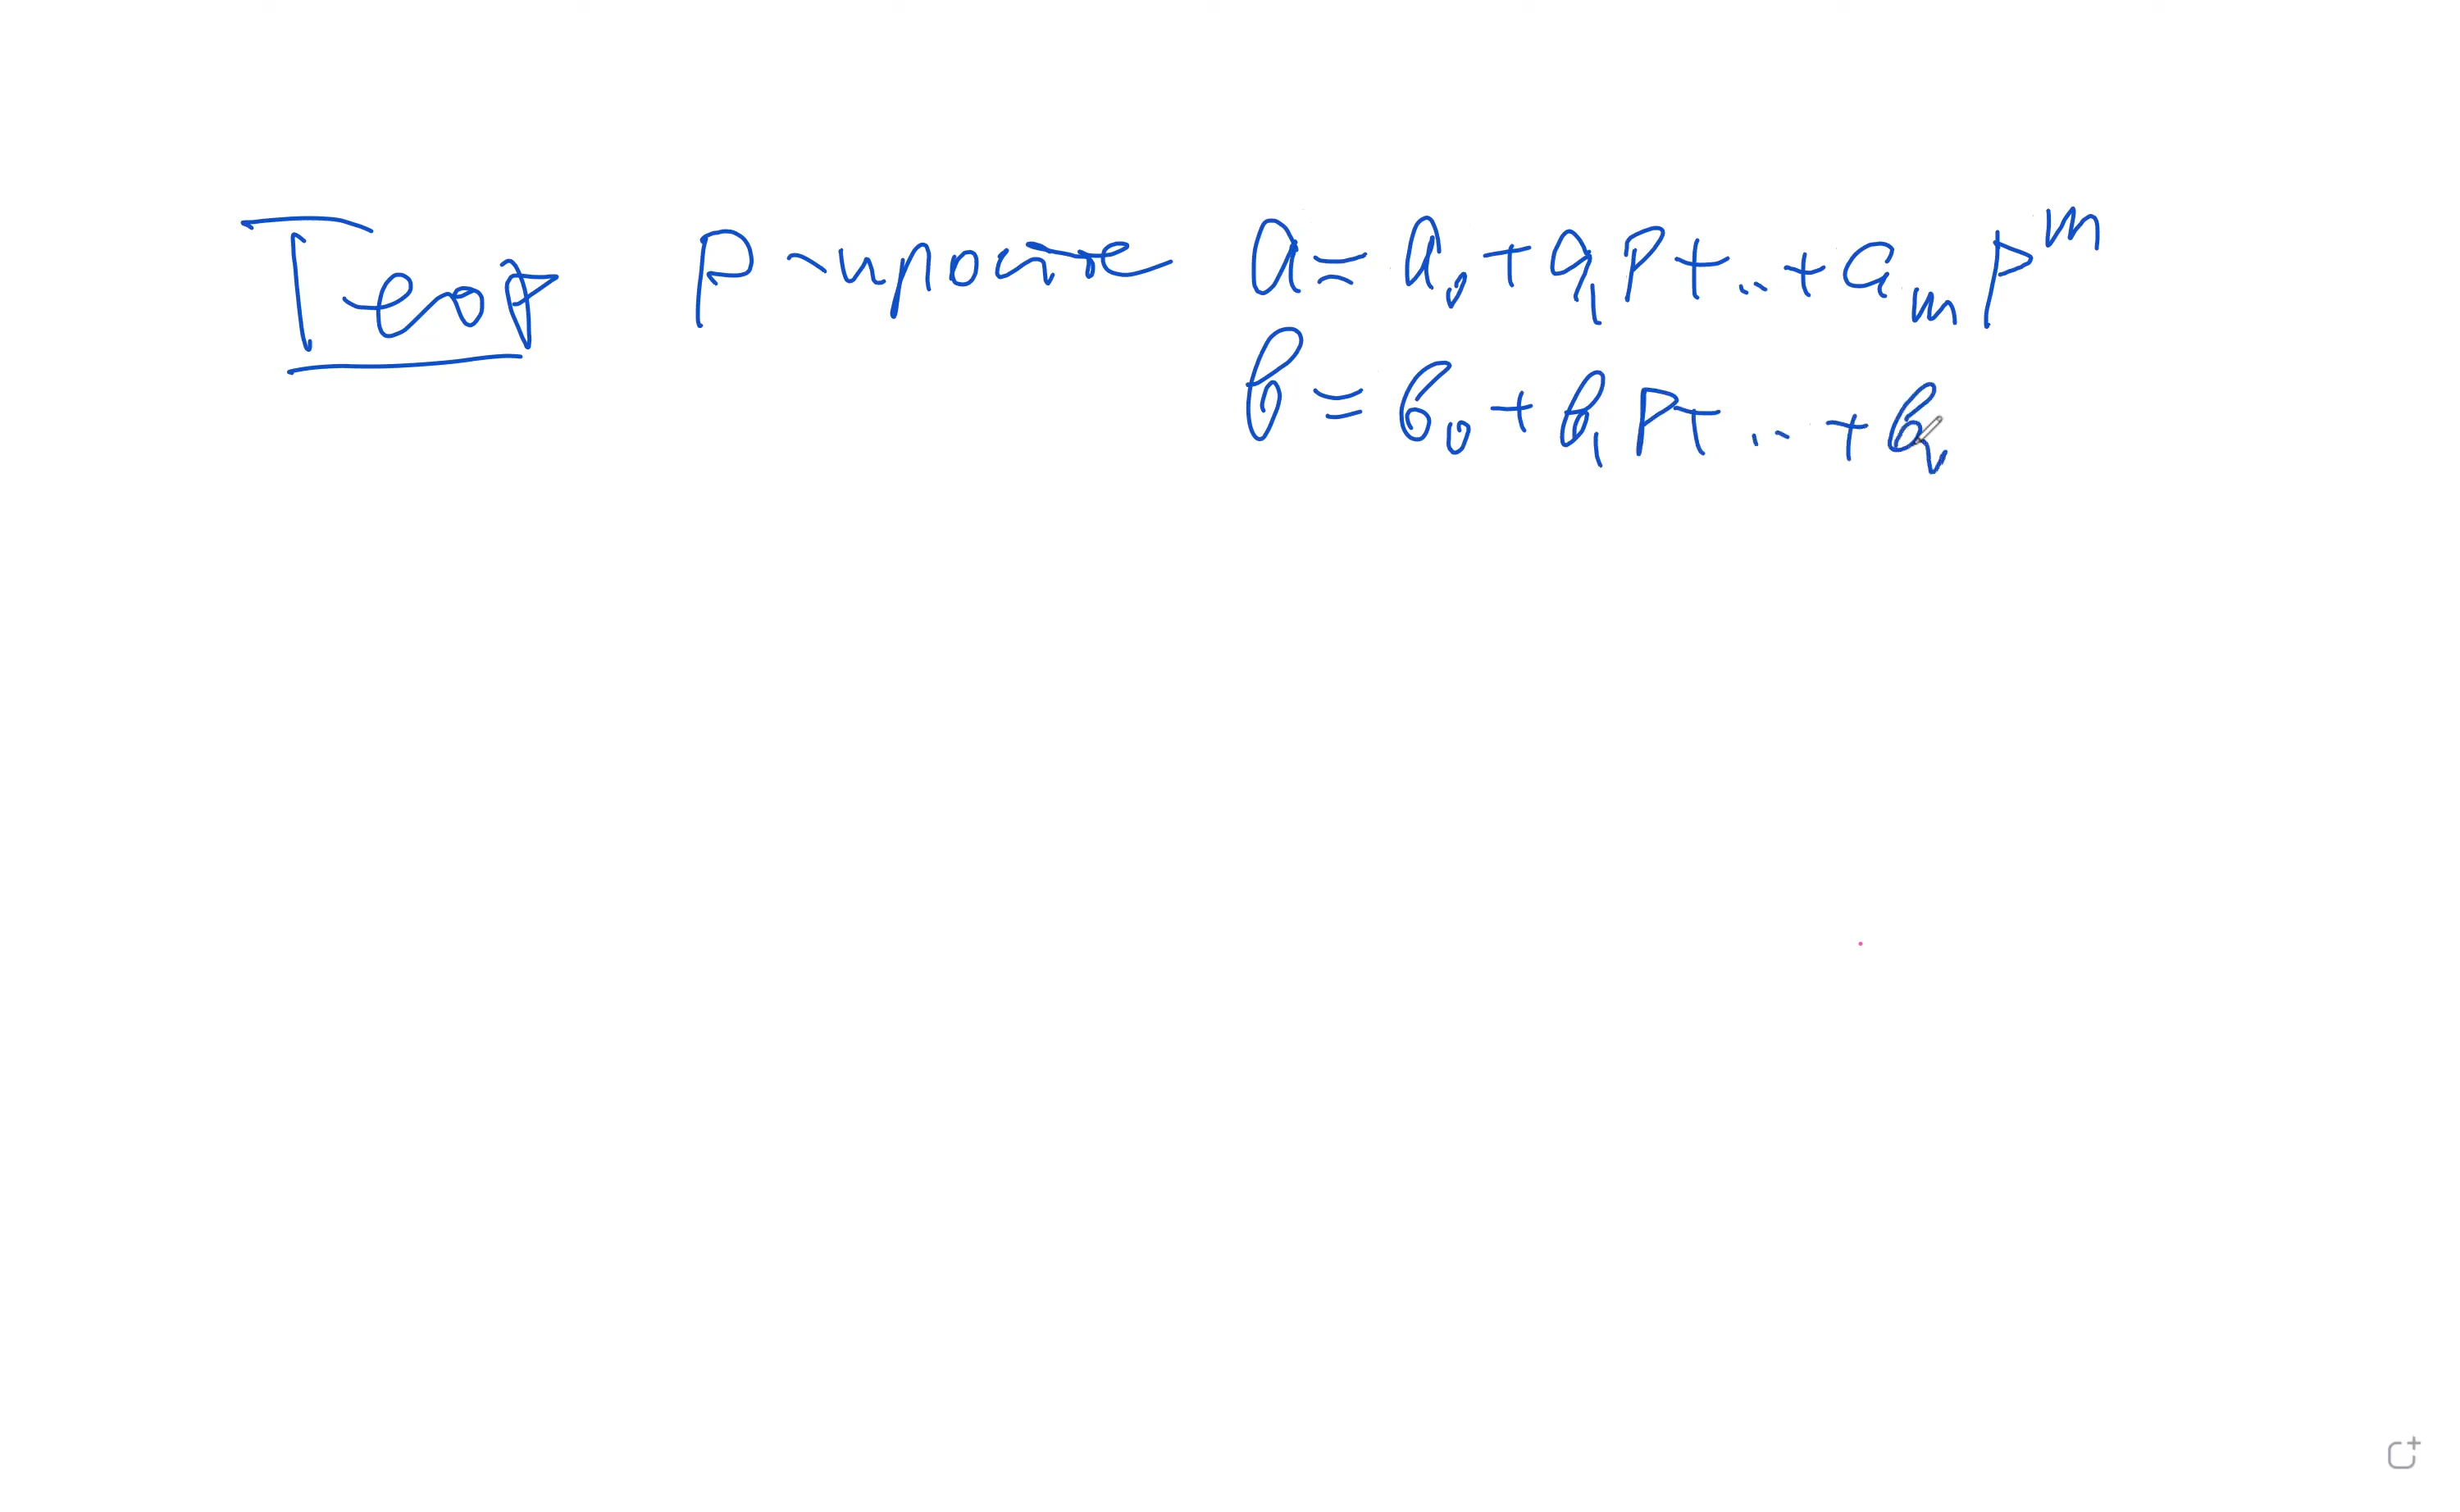 Теор p - простое a = a₀ + a₁p + ... + aₘpᵐ
b = b₀ + b₁p + ... + b